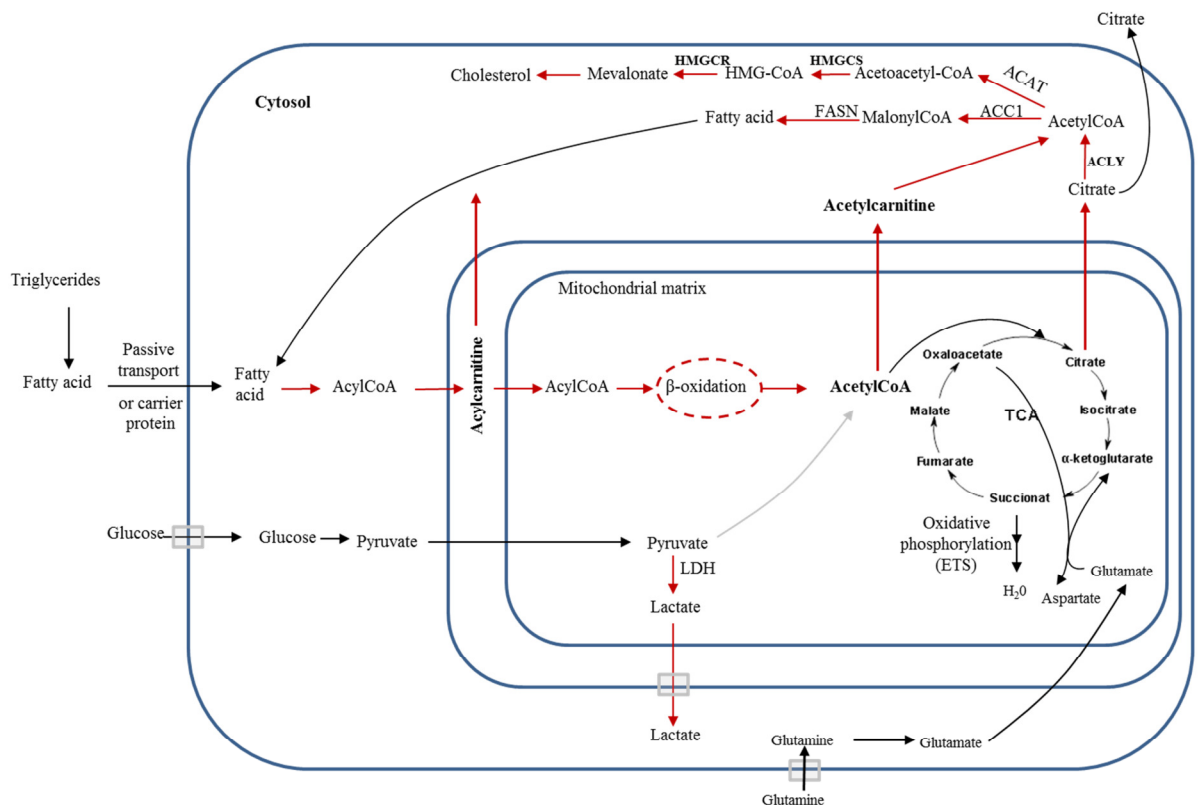 Citrate
HMGCR
HMGCS
Cholesterol
Mevalonate
HMG-CoA
Acetoacetyl-CoA
ACAT
Cytosol
Fatty acid
FASN
MalonylCoA
ACC1
AcetylCoA
ACLY
Citrate
Acetylcarnitine
Triglycerides
Mitochondrial matrix
Passive
transport
or carrier
protein
Fatty acid
Fatty
acid
AcylCoA
Acylcarnitine
AcylCoA
β-oxidation
AcetylCoA
Oxaloacetate
Citrate
Malate
TCA
Isocitrate
Fumarate
α-ketoglutarate
Succionat
Oxidative
phosphorylation
(ETS)
H20
Aspartate
Glutamate
Glucose
Glucose
Pyruvate
Pyruvate
LDH
Lactate
Lactate
Glutamine
Glutamate
Glutamine